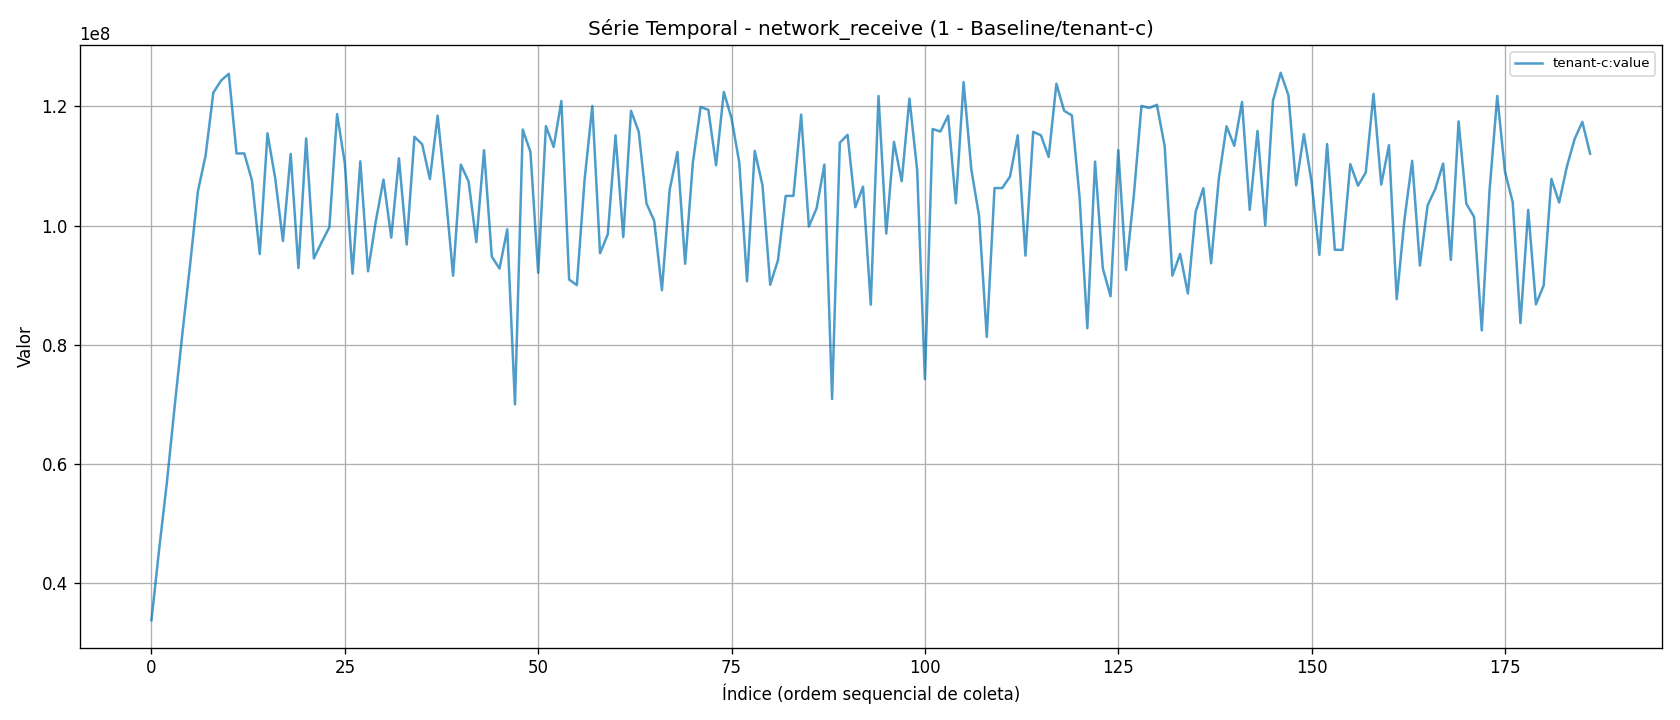 Série Temporal - network_receive (1 - Baseline/tenant-c)
1e8
tenant-c:value
1.2
1.0
0.8
0.6
0.4
Valor
0 25 50 75 100 125 150 175
Índice (ordem sequencial de coleta)